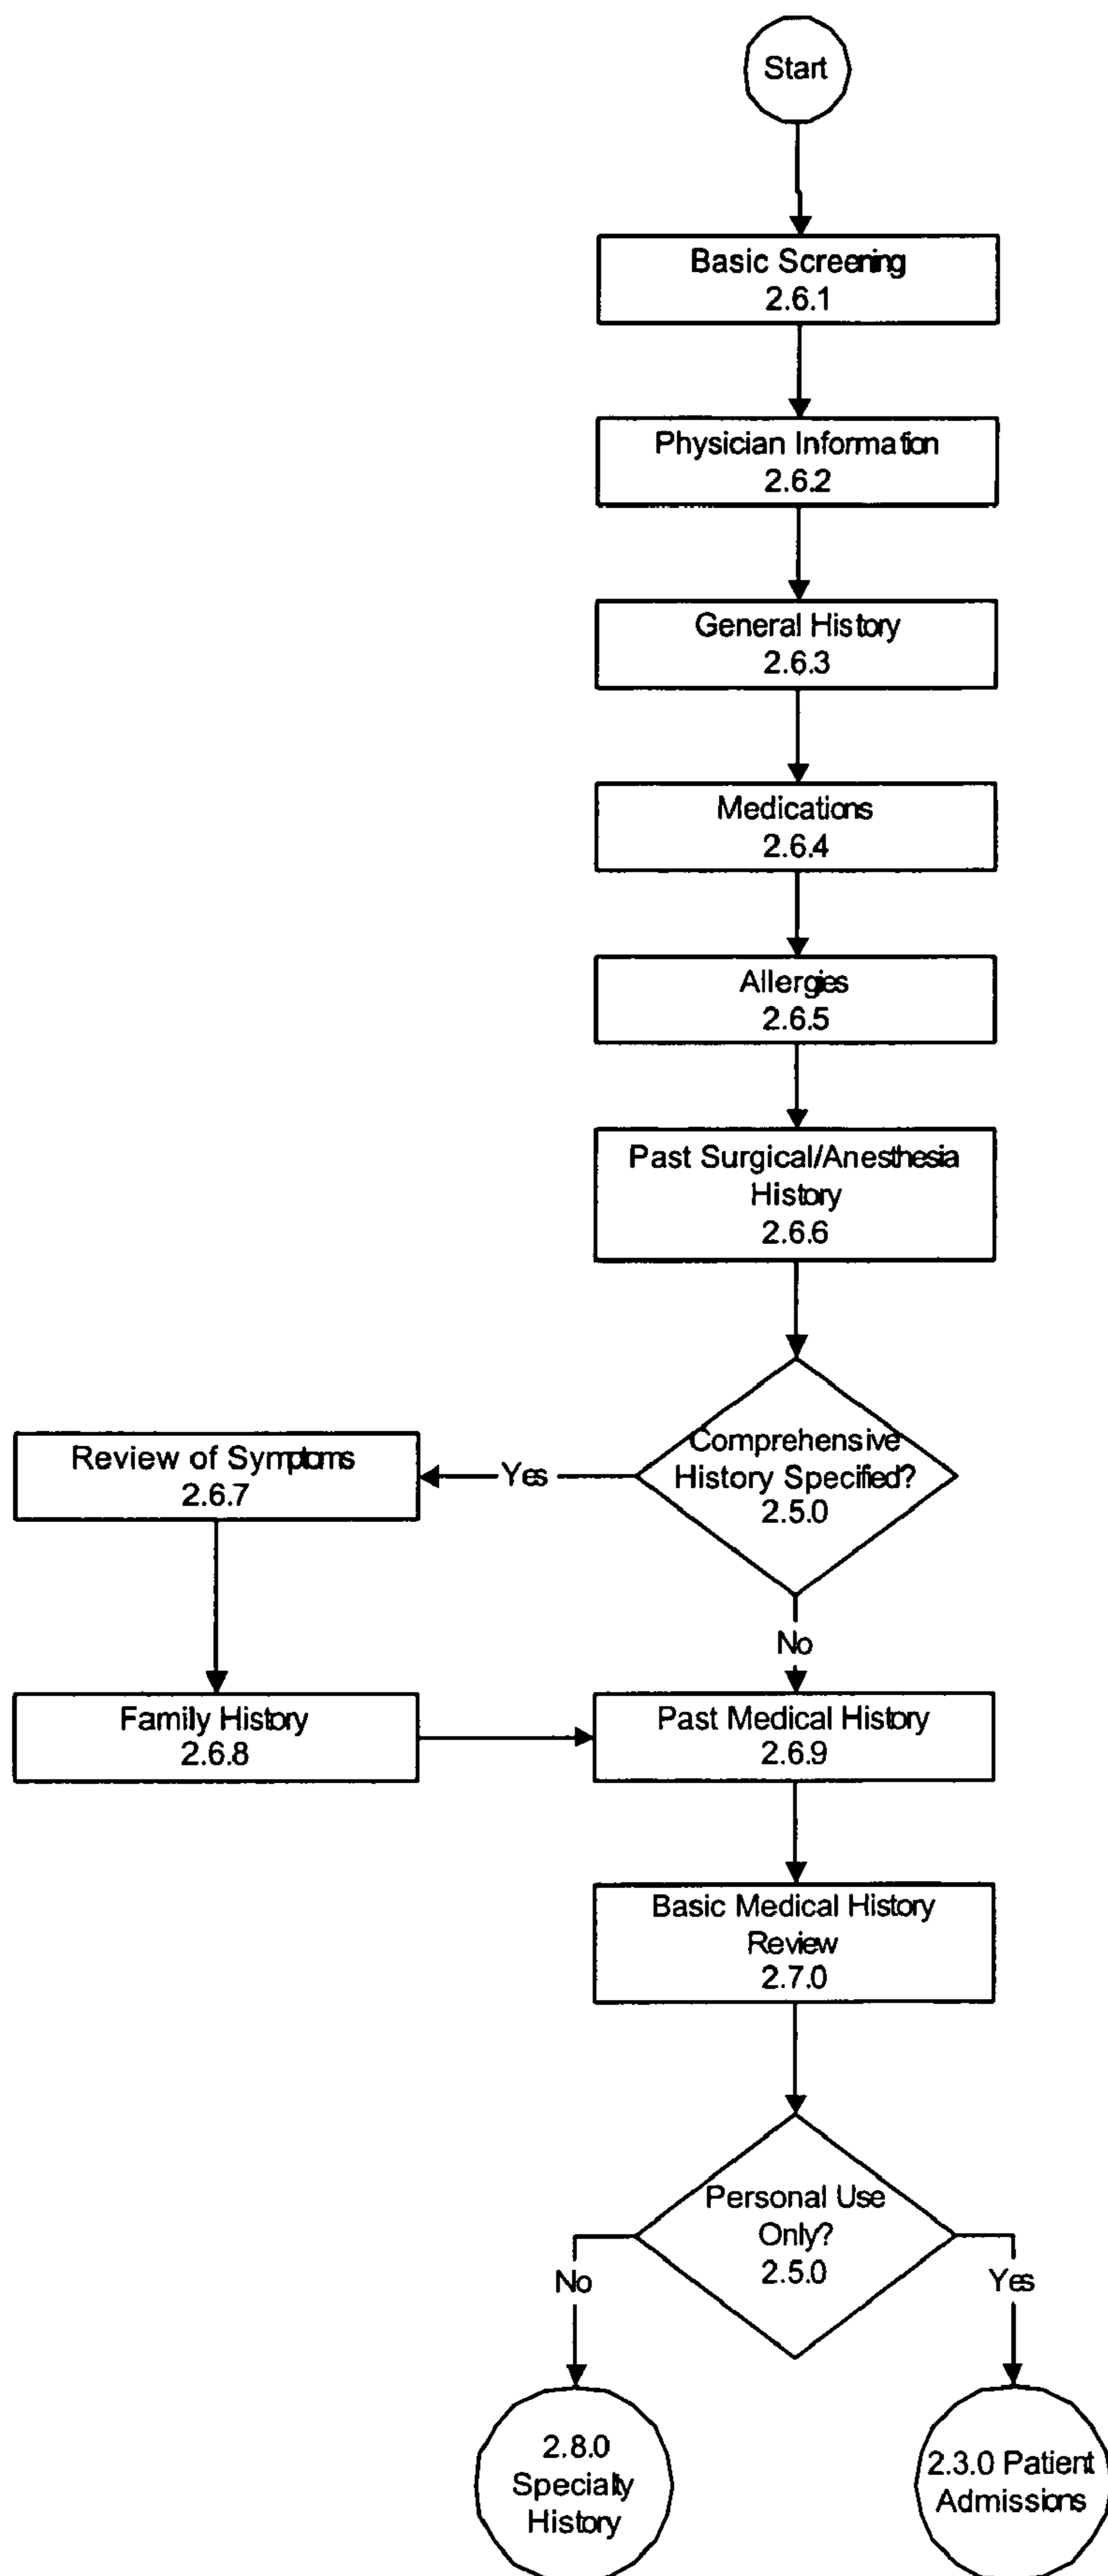 Start
Basic Screening
2.6.1
Physician Information
2.6.2
General History
2.6.3
Medications
2.6.4
Allergies
2.6.5
Past Surgical/Anesthesia
History
2.6.6
Comprehensive
History Specified?
2.5.0
Yes
Review of Symptoms
2.6.7
No
Family History
2.6.8
Past Medical History
2.6.9
Basic Medical History
Review
2.7.0
Personal Use
Only?
2.5.0
No
Yes
2.8.0
Specialty
History
2.3.0 Patient
Admissions